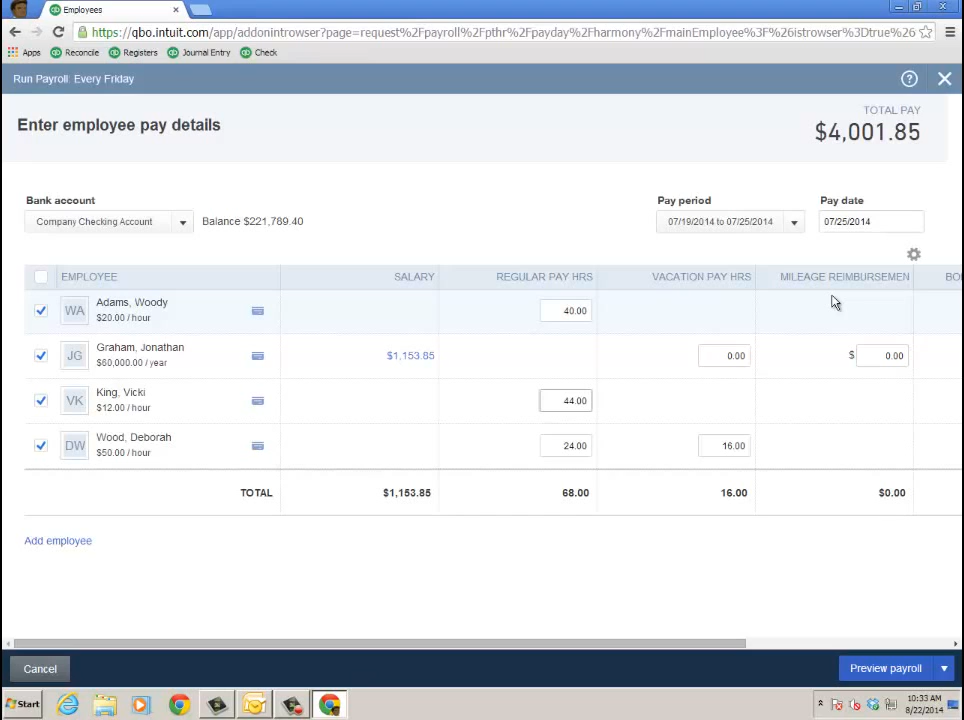 Employees
https://qbo.intuit.com/app/addonintrowser?page=request%2Fpayroll%2Fpthr%2Fpayday%2Fharmony%2FmainEmployee%3F%26istrowser%3Dtrue%26
Apps Reconcile Registers Journal Entry Check
Run Payroll: Every Friday
?
TOTAL PAY
Enter employee pay details
$4,001.85
Bank account Pay period Pay date
Company Checking Account Balance $221,789.40 07/19/2014 to 07/25/2014 07/25/2014
EMPLOYEE SALARY REGULAR PAY HRS VACATION PAY HRS MILEAGE REIMBURSEMEN BO
WA Adams, Woody 40.00
$20.00 / hour
JG Graham, Jonathan $1,153.85 0.00 $ 0.00
$60,000.00 / year
VK King, Vicki 44.00
$12.00 / hour
DW Wood, Deborah 24.00 16.00
$50.00 / hour
TOTAL $1,153.85 68.00 16.00 $0.00
Add employee
Cancel Preview payroll
Start 10:33 AM
8/22/2014